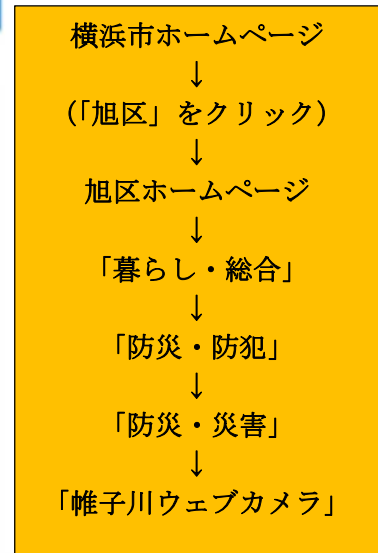 横浜市ホームページ
↓
(「旭区」をクリック)
↓
旭区ホームページ
↓
「暮らし・総合」
↓
「防災・防犯」
↓
「防災・災害」
↓
「帷子川ウェブカメラ」